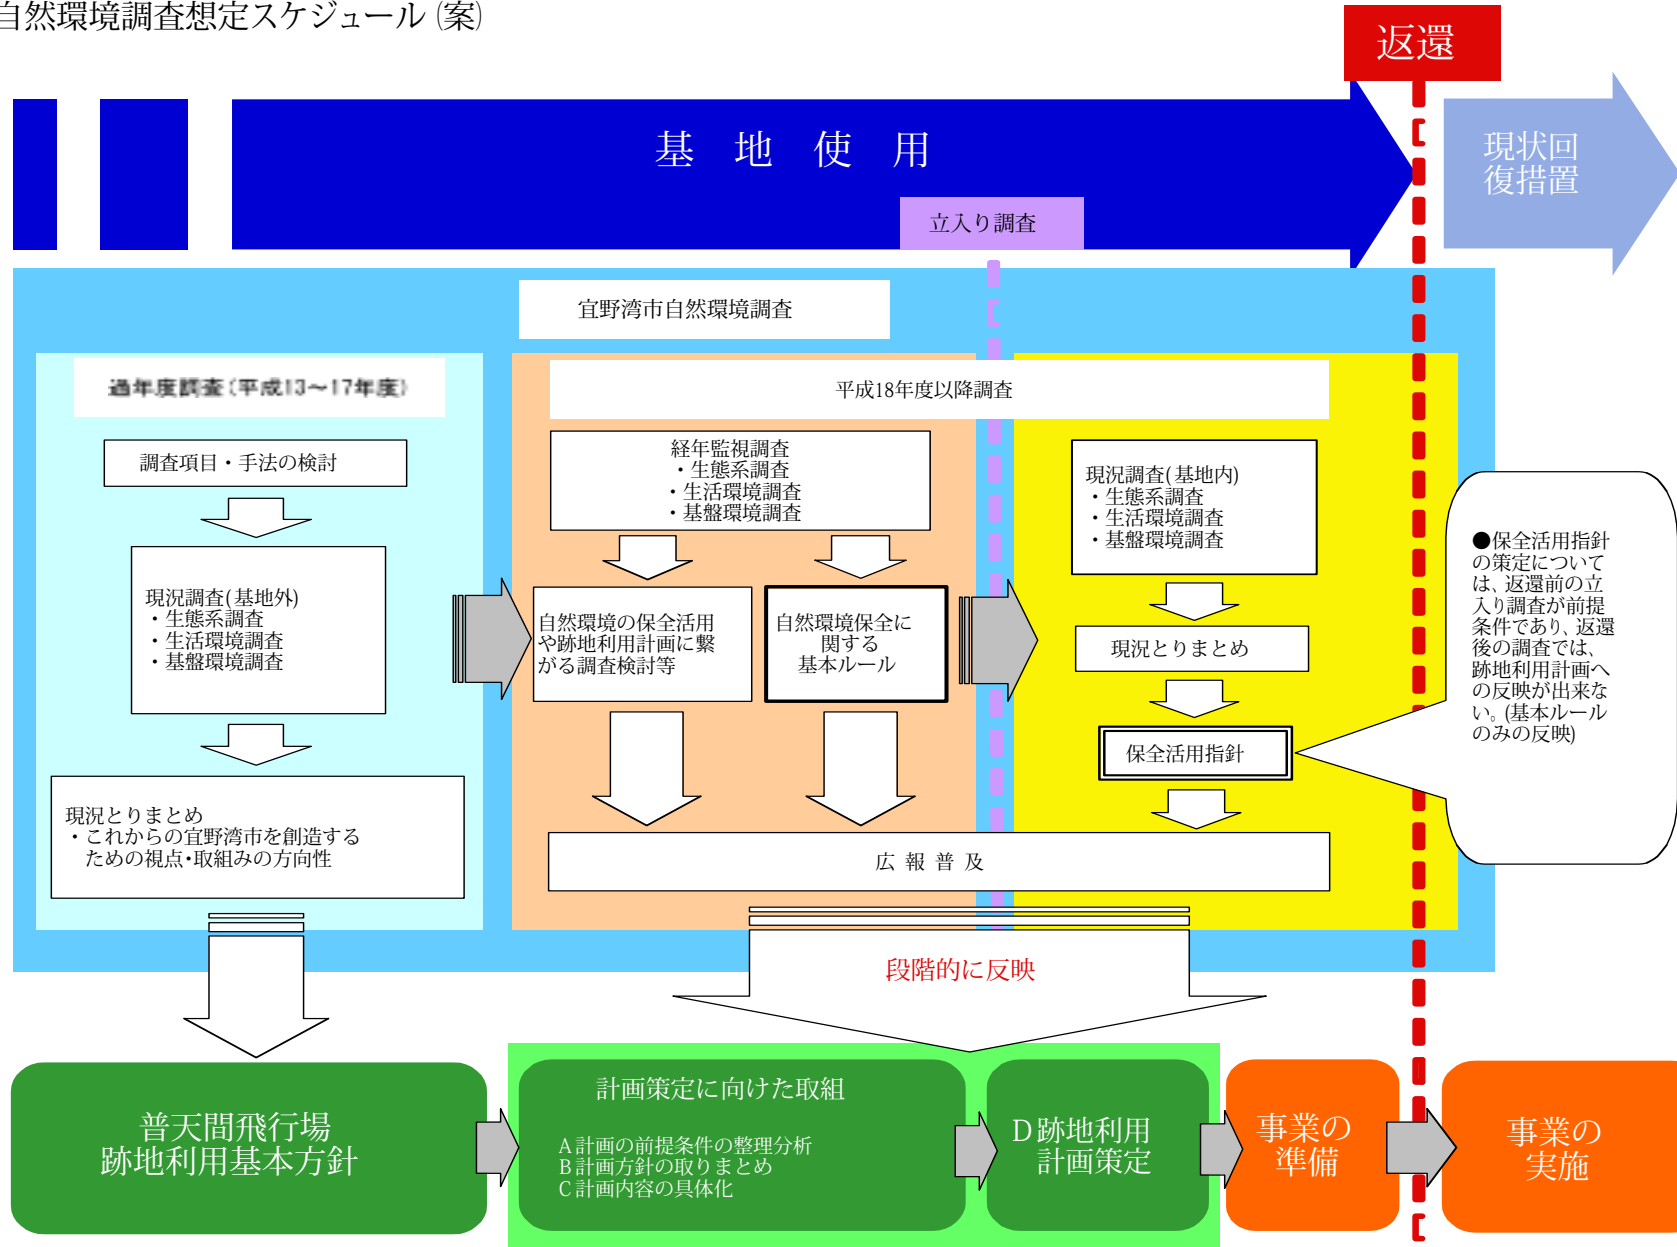 自然環境調査想定スケジュール(案)
返還
基地使用
現状回
復措置
立入り調査
宜野湾市自然環境調査
過年度調査(平成13～17年度)
平成18年度以降調査
調査項目・手法の検討
現況調査(基地外)
・生態系調査
・生活環境調査
・基盤環境調査
現況とりまとめ
・これからの宜野湾市を創造する
ための視点・取組みの方向性
経年監視調査
・生態系調査
・生活環境調査
・基盤環境調査
自然環境の保全活用
や跡地利用計画に繋
がる調査検討等
自然環境保全に
関する
基本ルール
現況調査(基地内)
・生態系調査
・生活環境調査
・基盤環境調査
現況とりまとめ
保全活用指針
広報普及
●保全活用指針
の策定について
は、返還前の立
入り調査が前提
条件であり、返還
後の調査では、
跡地利用計画へ
の反映が出来な
い。(基本ルール
のみの反映)
段階的に反映
普天間飛行場
跡地利用基本方針
計画策定に向けた取組
A計画の前提条件の整理分析
B計画方針の取りまとめ
C計画内容の具体化
D跡地利用
計画策定
事業の
準備
事業の
実施